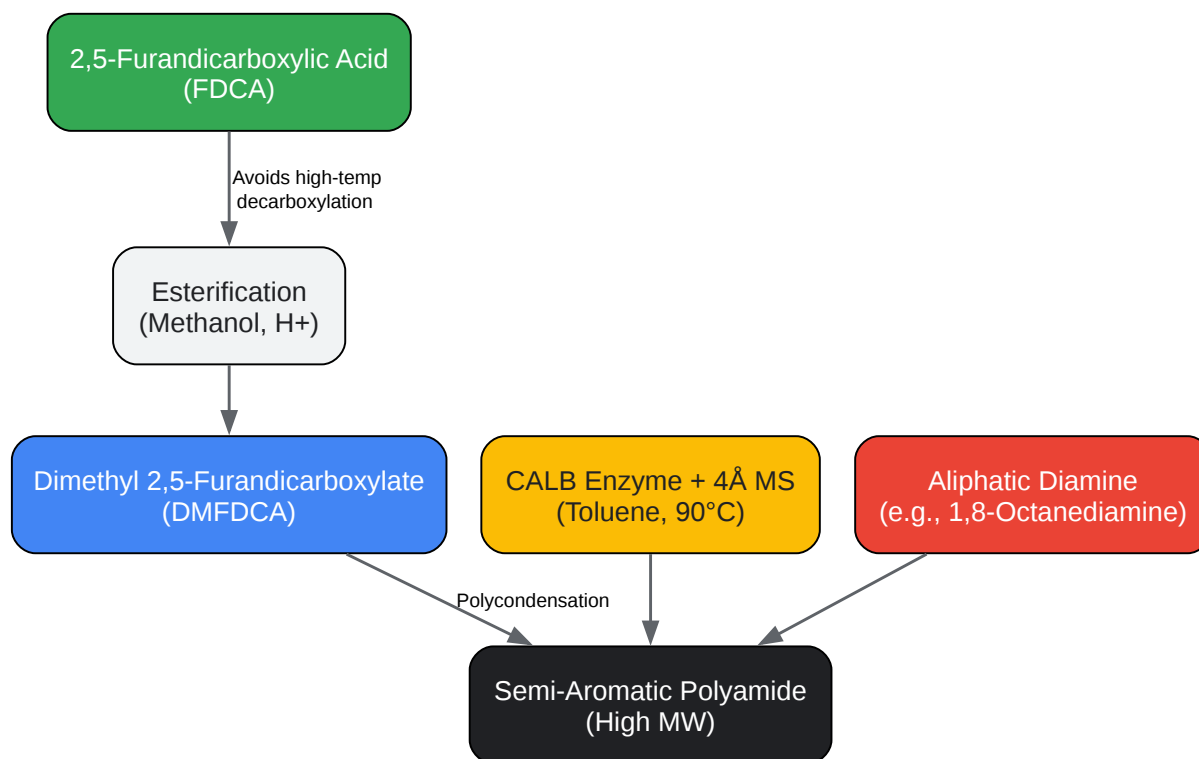 2,5-Furandicarboxylic Acid
(FDCA)
Avoids high-temp
decarboxylation
Esterification
(Methanol, H+)
Dimethyl 2,5-Furandicarboxylate
(DMFDCA)
CALB Enzyme + 4Å MS
(Toluene, 90°C)
Aliphatic Diamine
(e.g., 1,8-Octanediamine)
Polycondensation
Semi-Aromatic Polyamide
(High MW)